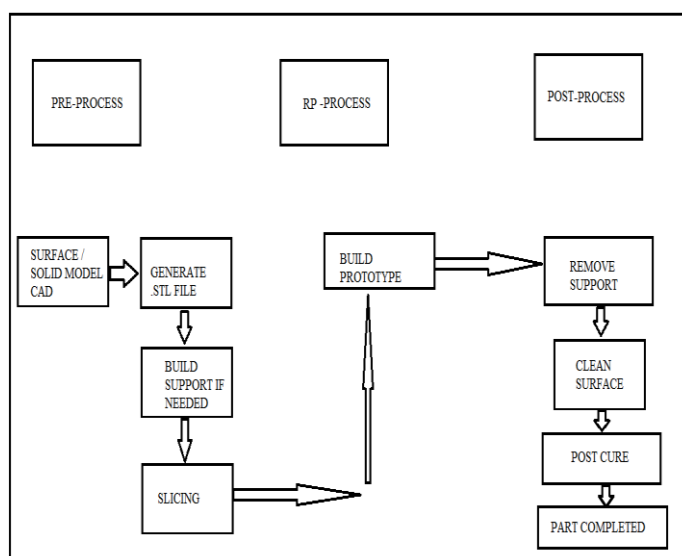 PRE-PROCESS
RP -PROCESS
POST-PROCESS
SURFACE /
SOLID MODEL
CAD
GENERATE
.STL FILE
BUILD
SUPPORT IF
NEEDED
SLICING
BUILD
PROTOTYPE
REMOVE
SUPPORT
CLEAN
SURFACE
POST CURE
PART COMPLETED